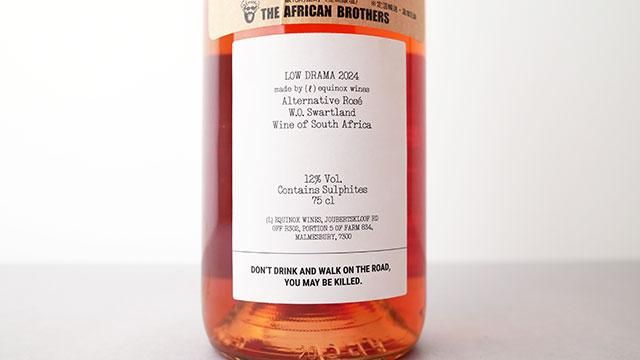 THE AFRICAN BROTHERS
LOW DRAMA 2024
made by (ℓ) equinox wines
Alternative Rosé
W.O. Swartland
Wine of South Africa
12% Vol.
Contains Sulphites
75 cl
(L) EQUINOX WINES, JOUBERTSKLOOF RD
OFF R302, PORTION 5 OF FARM 834,
MALMESBURY, 7300
DON'T DRINK AND WALK ON THE ROAD,
YOU MAY BE KILLED.